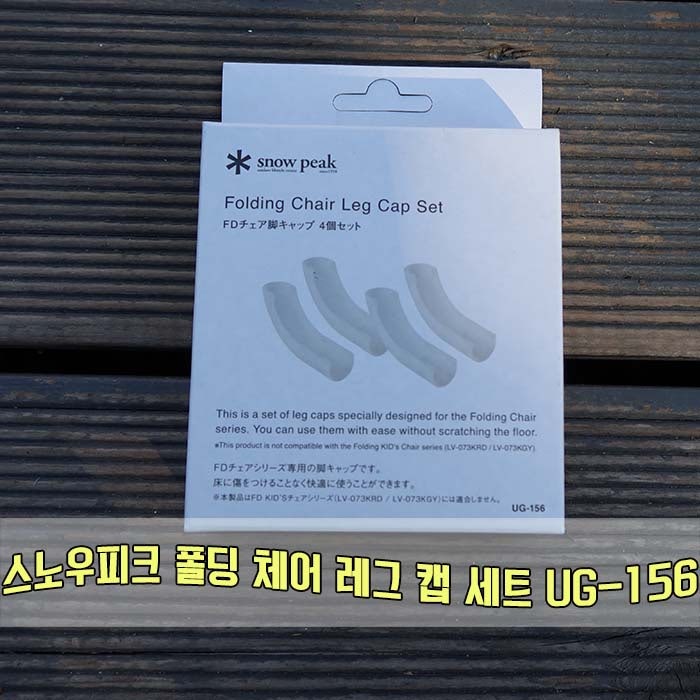 snow peak
Folding Chair Leg Cap Set
FDチェア脚キャップ 4個セット
This is a set of leg caps specially designed for the Folding Chair
series. You can use them with ease without scratching the floor.
※This product is not compatible with the Folding KID's Chair series (LV-073KRD / LV-073KGY).
FDチェアシリーズ専用の脚キャップです。
床に傷をつけることなく快適に使うことができます。
※本製品はFD KID'Sチェアシリーズ(LV-073KRD / LV-073KGY)には適合しません。
UG-156
스노우피크 폴딩 체어 레그 캡 세트 UG-156